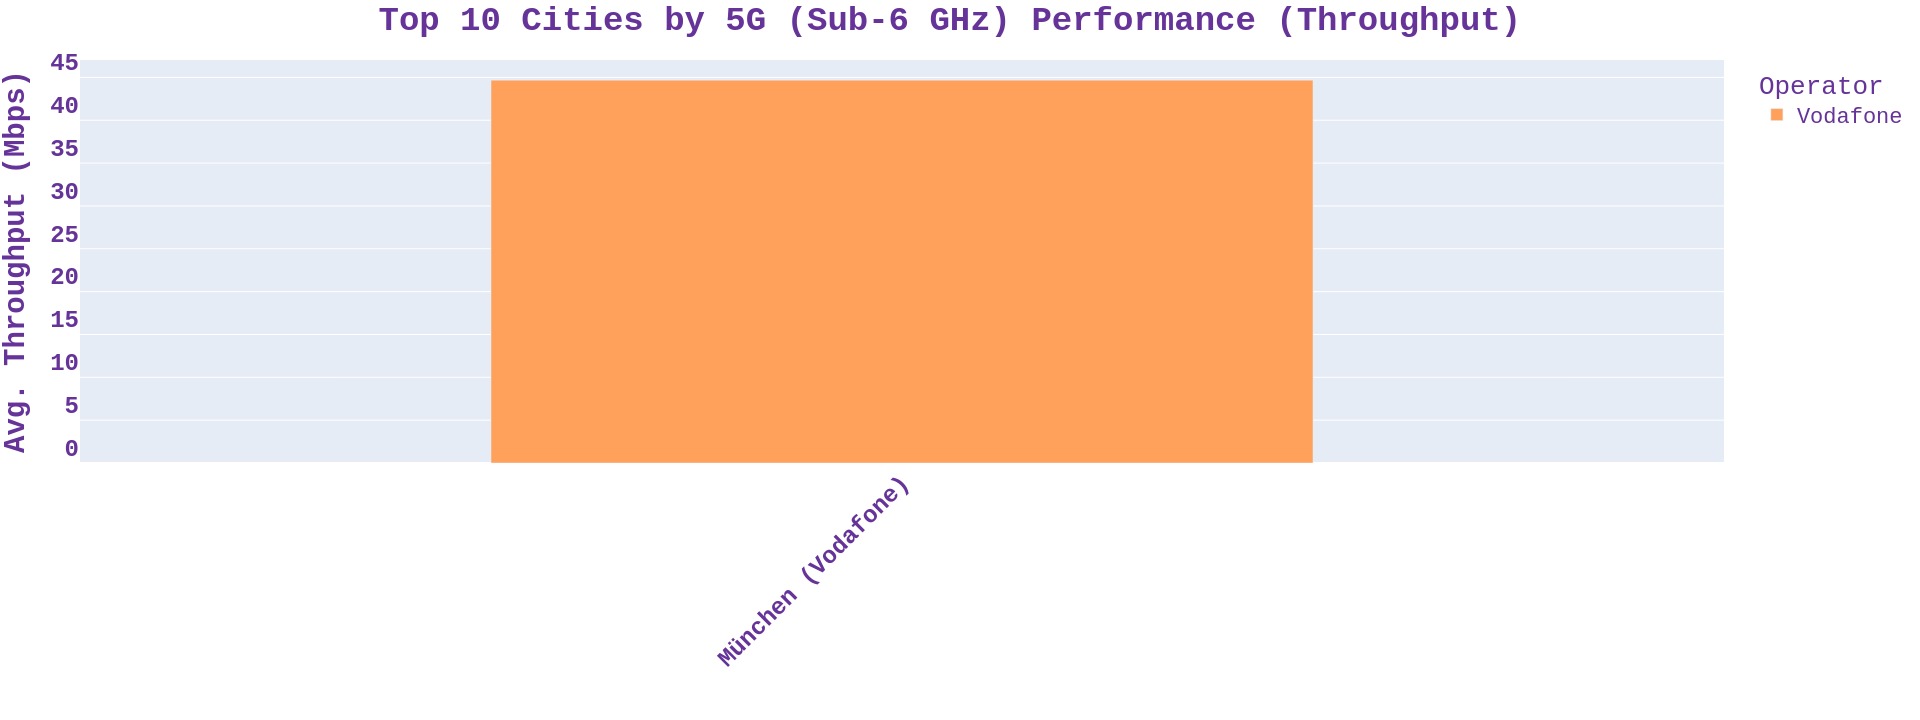 Top 10 Cities by 5G (Sub-6 GHz) Performance (Throughput)
Avg. Throughput (Mbps)
45
40
35
30
25
20
15
10
5
0
München (Vodafone)
Operator
Vodafone